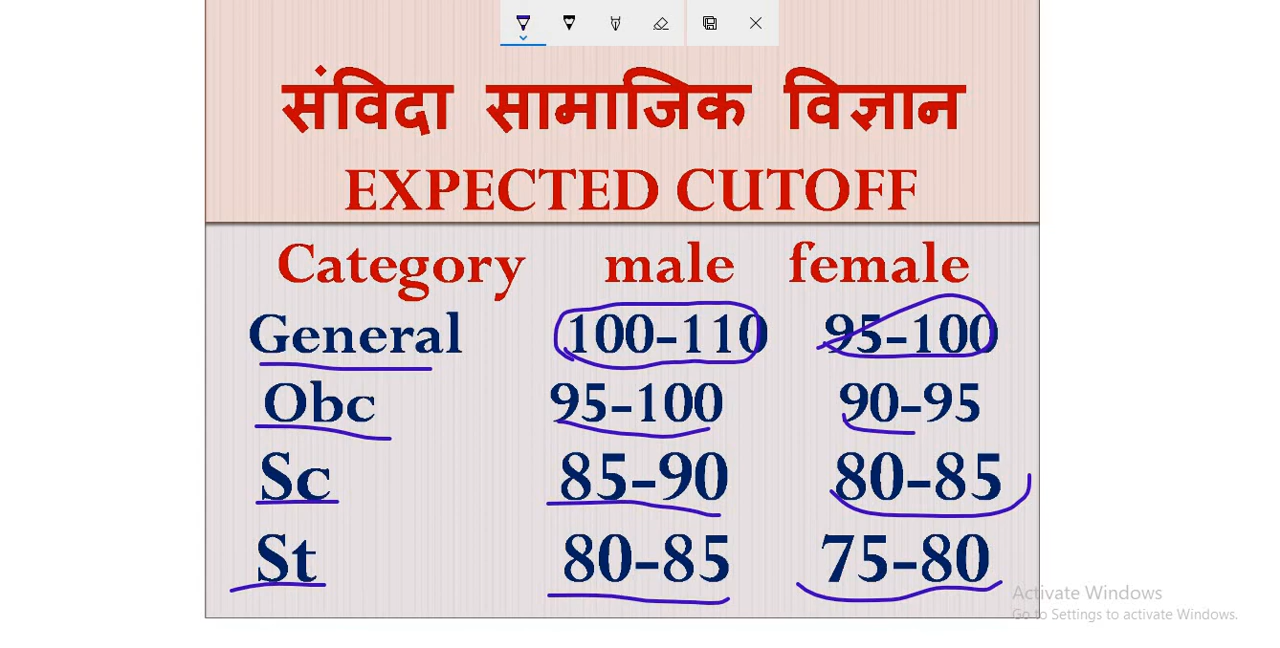 संविदा सामाजिक विज्ञान
EXPECTED CUTOFF
Category male female
General 100-110 95-100
Obc 95-100 90-95
Sc 85-90 80-85
St 80-85 75-80
Activate Windows
Go to Settings to activate Windows.